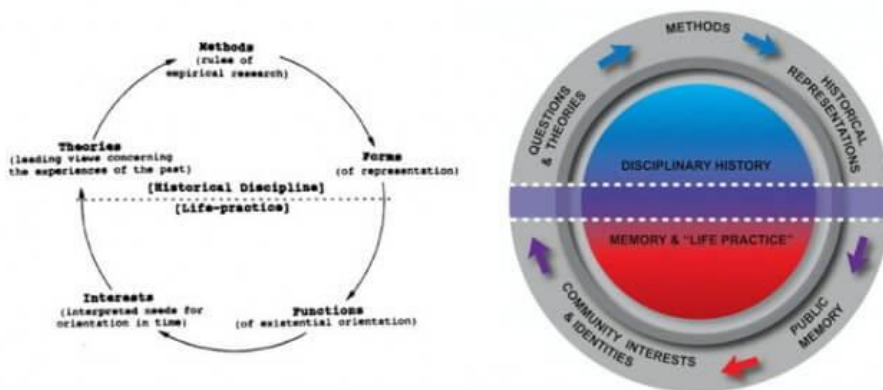 Methods
(rules of
empirical research)
Theories
(leading views concerning
the experiences of the past)
Forms
(of representation)
[Historical Discipline]
[Life-practice]
Interests
(interpreted needs for
orientation in time)
Functions
(of existential orientation)
METHODS
QUESTIONS
& THEORIES
HISTORICAL
REPRESENTATIONS
DISCIPLINARY HISTORY
MEMORY & "LIFE PRACTICE"
COMMUNITY INTERESTS
& IDENTITIES
PUBLIC
MEMORY